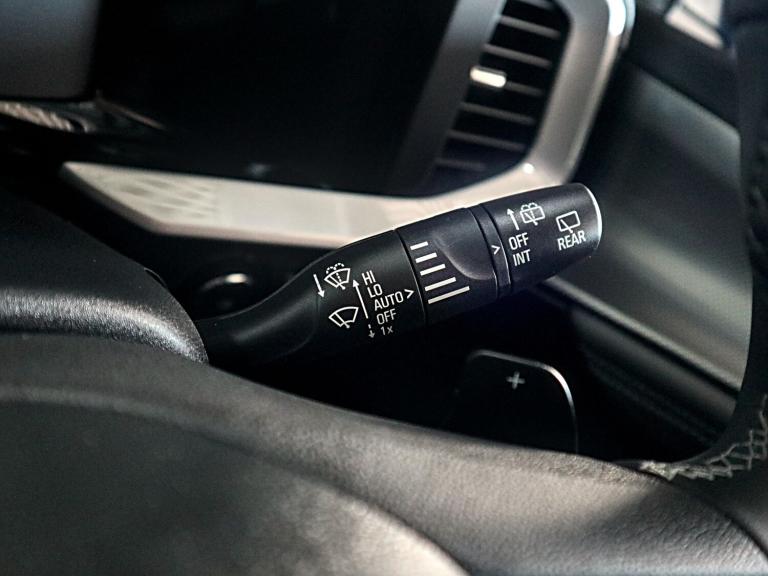 HI
LO
AUTO >
OFF
1x
>
OFF
INT
REAR
+